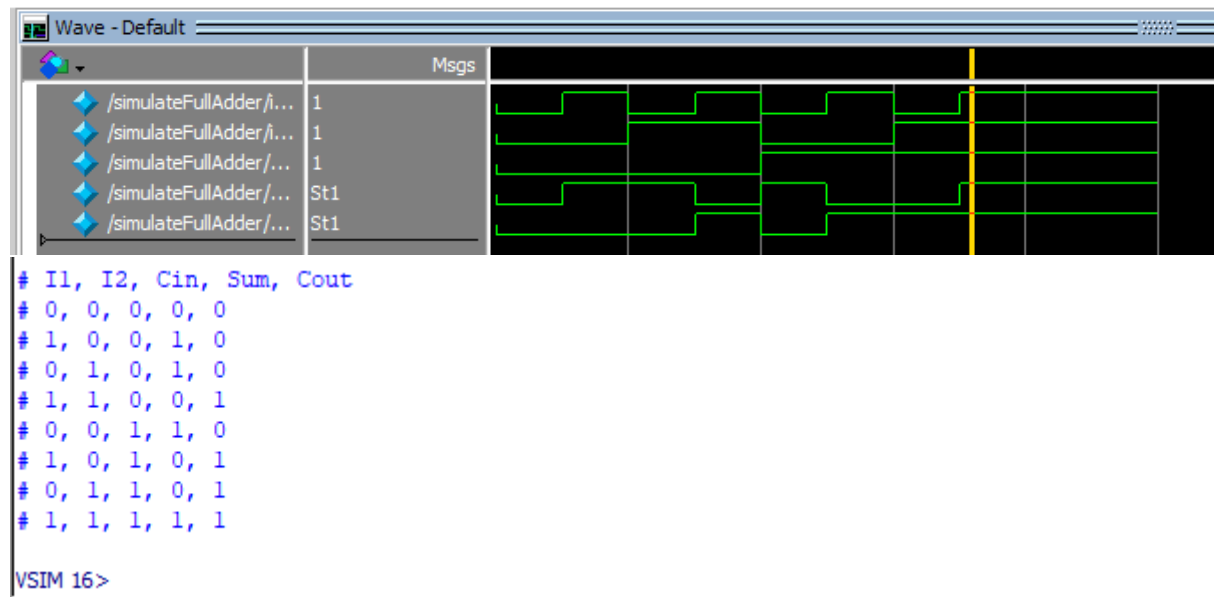 Wave - Default
Msgs
/simulateFullAdder/i... 1
/simulateFullAdder/i... 1
/simulateFullAdder/... 1
/simulateFullAdder/... St1
/simulateFullAdder/... St1
# I1, I2, Cin, Sum, Cout
# 0, 0, 0, 0, 0
# 1, 0, 0, 1, 0
# 0, 1, 0, 1, 0
# 1, 1, 0, 0, 1
# 0, 0, 1, 1, 0
# 1, 0, 1, 0, 1
# 0, 1, 1, 0, 1
# 1, 1, 1, 1, 1
VSIM 16>